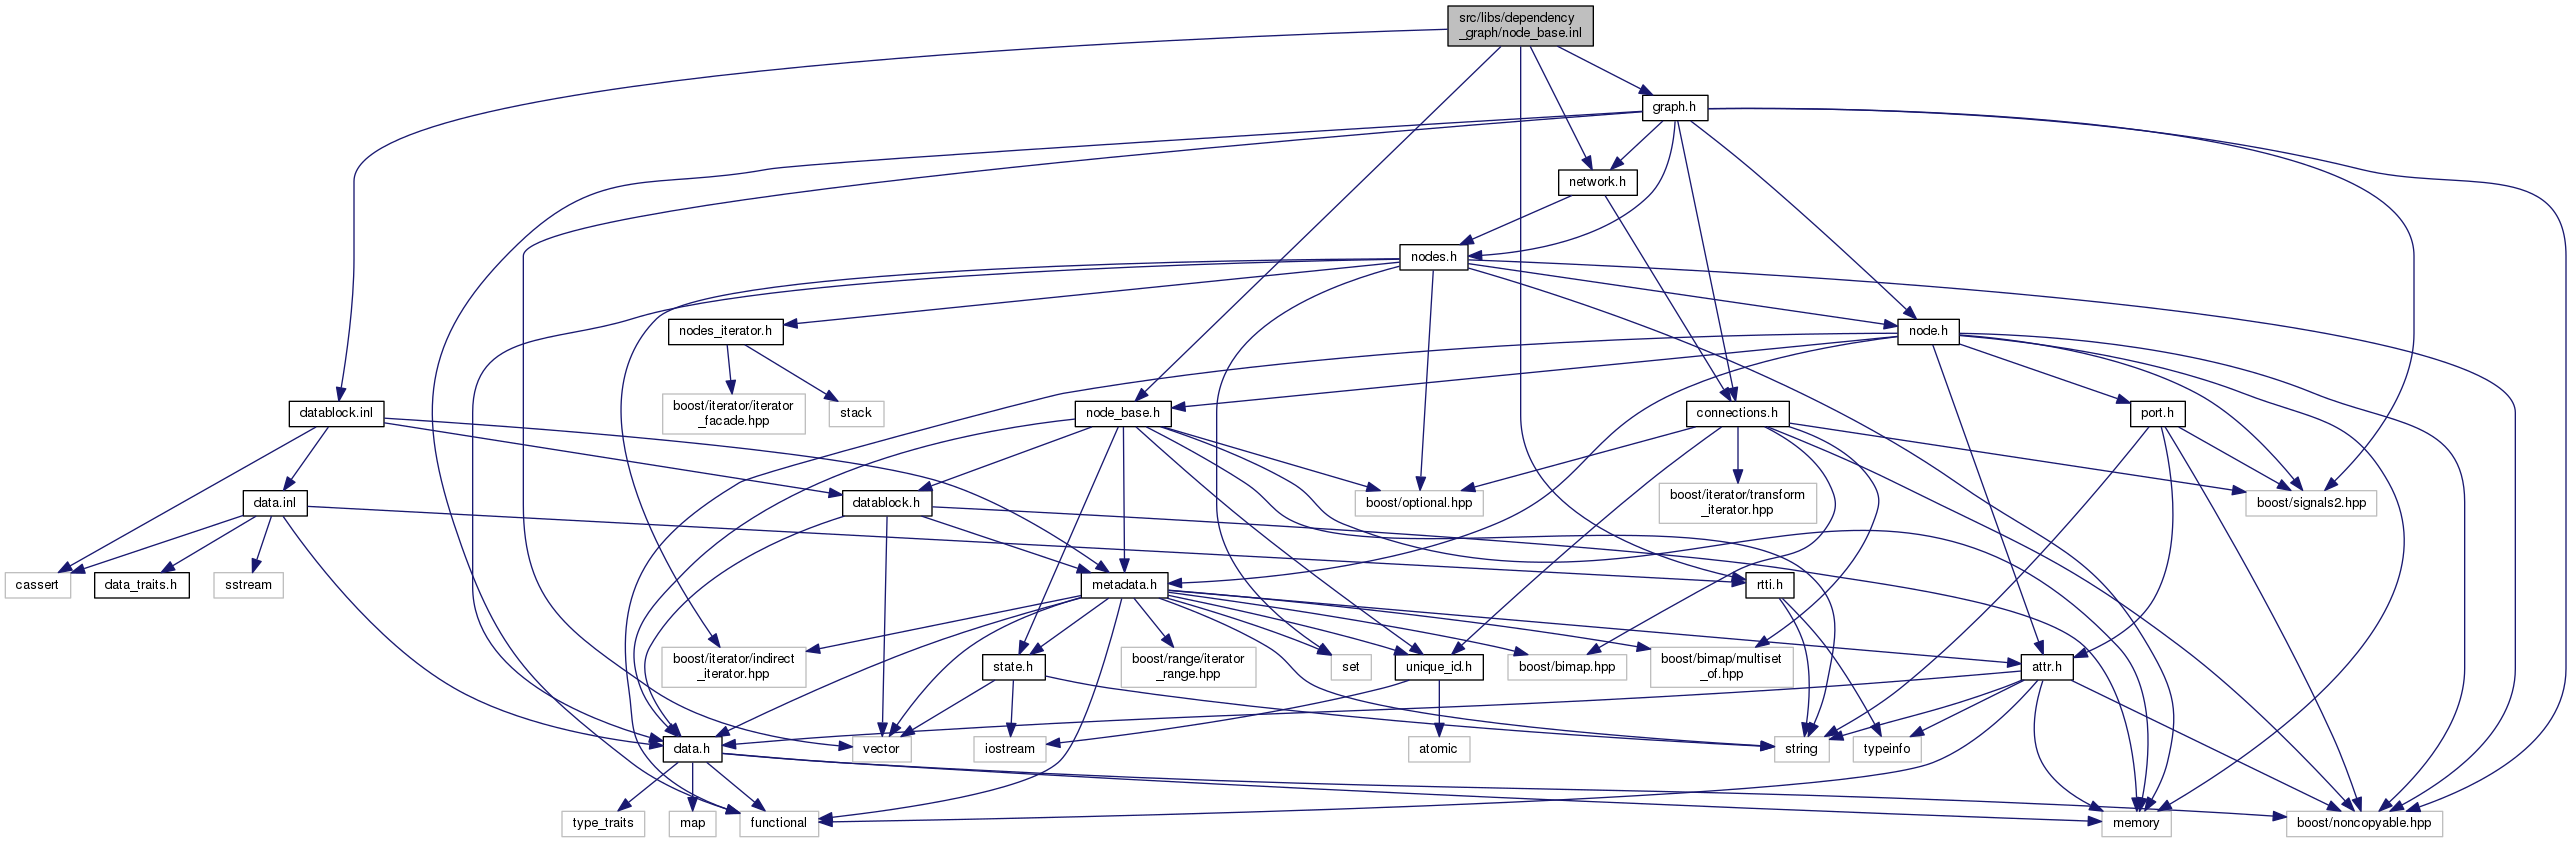 src/libs/dependency
_graph/node_base.inl
graph.h
network.h
nodes.h
nodes_iterator.h
node.h
boost/iterator/iterator
_facade.hpp
stack
datablock.inl
node_base.h
connections.h
port.h
data.inl
datablock.h
boost/optional.hpp
boost/iterator/transform
_iterator.hpp
boost/signals2.hpp
cassert
data_traits.h
sstream
metadata.h
rtti.h
boost/iterator/indirect
_iterator.hpp
state.h
boost/range/iterator
_range.hpp
set
unique_id.h
boost/bimap.hpp
boost/bimap/multiset
_of.hpp
attr.h
data.h
vector
iostream
atomic
string
typeinfo
type_traits
map
functional
memory
boost/noncopyable.hpp